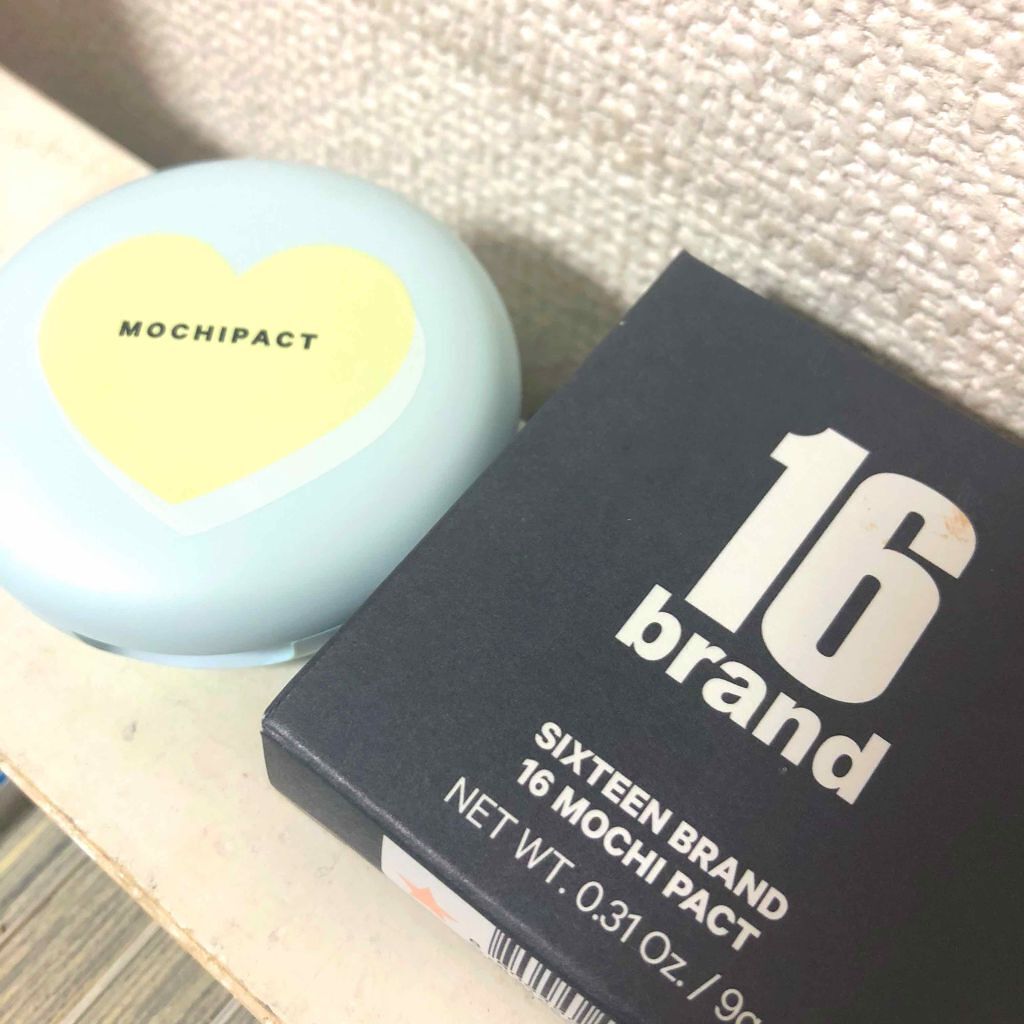 MOCHIPACT
16
brand
SIXTEEN BRAND
16 MOCHI PACT
NET WT. 0.31 Oz. / 9g